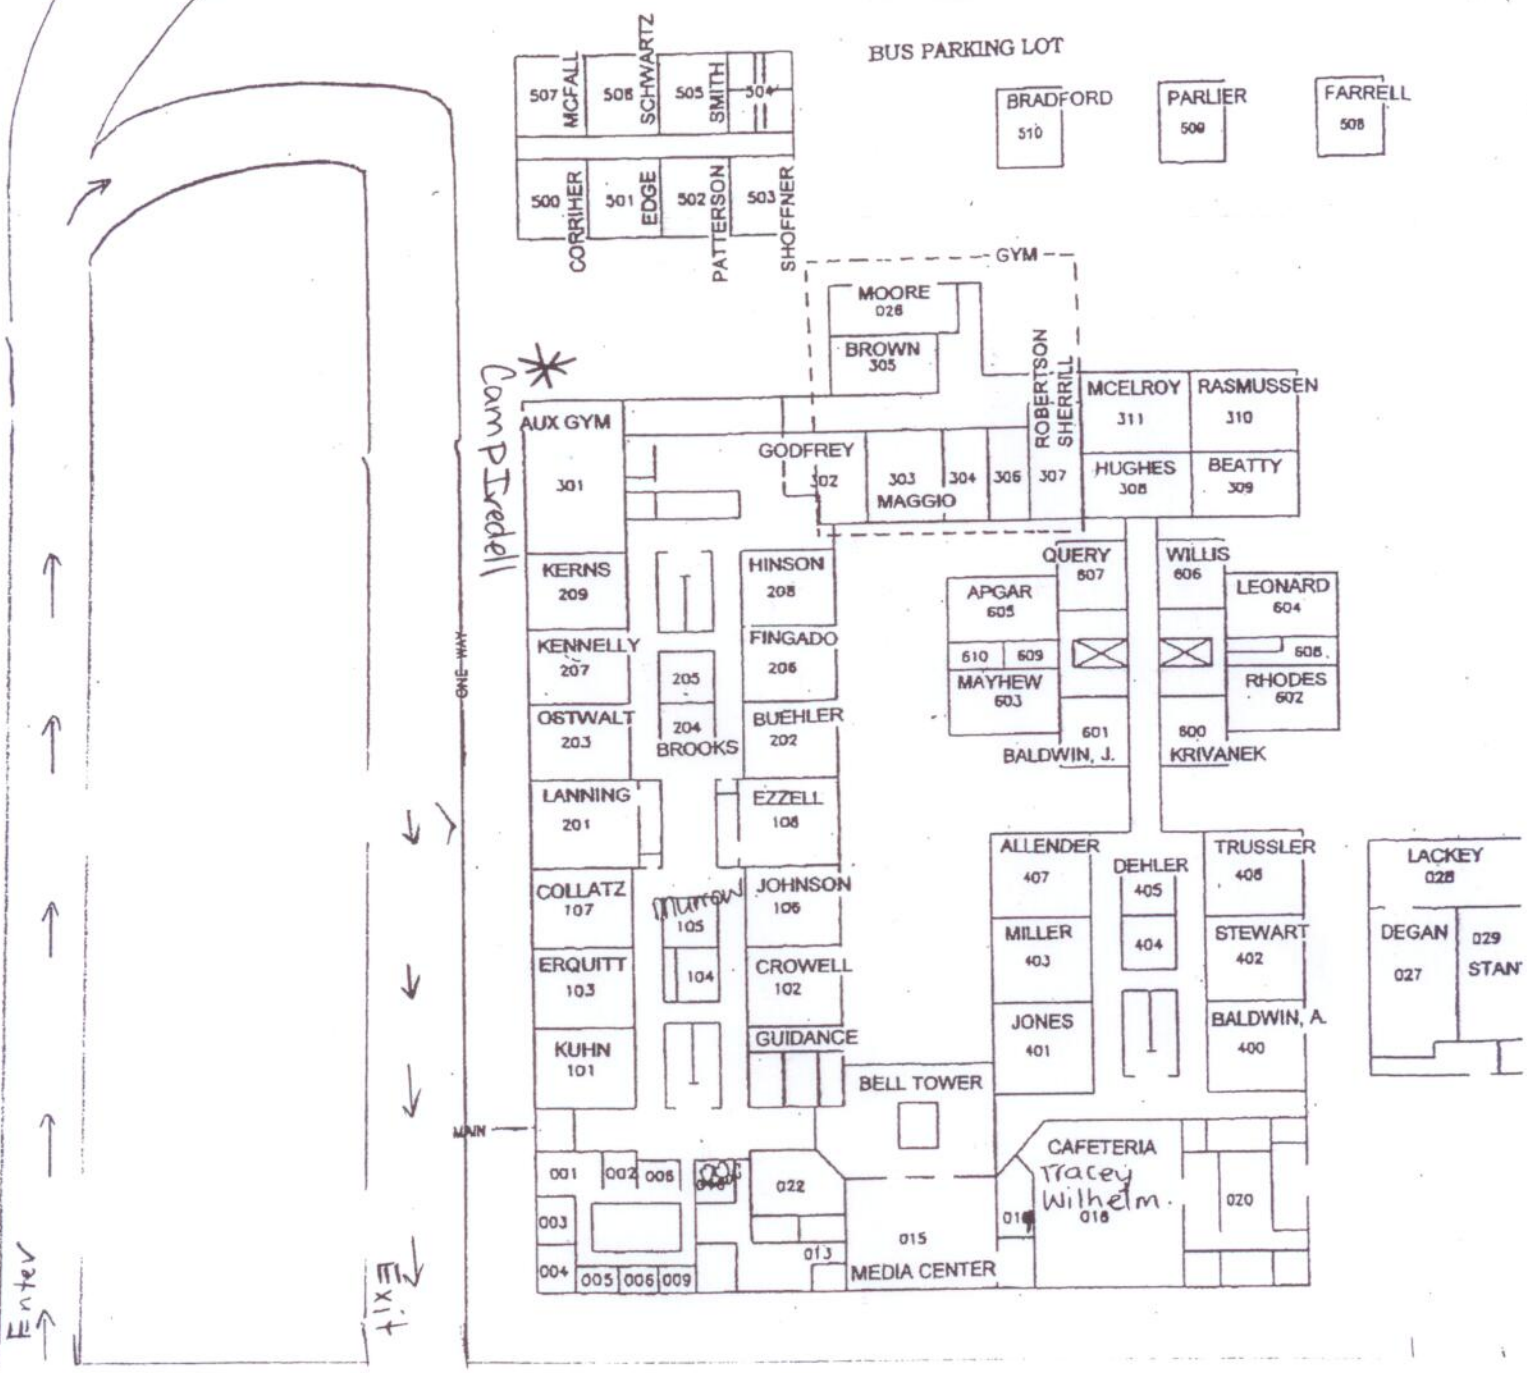 BUS PARKING LOT
507
MCFALL
506
SCHWARTZ
505
SMITH
504
BRADFORD
510
PARLIER
509
FARRELL
508
500
CORRIHER
501
EDGE
502
PATTERSON
503
SHOFFNER
GYM
MOORE
026
BROWN
305
ROBERTSON
SHERRILL
MCELROY
311
RASMUSSEN
310
Camp Iredell
AUX GYM
301
GODFREY
302
303
MAGGIO
304
306
307
HUGHES
308
BEATTY
309
KERNS
209
HINSON
208
QUERY
607
WILLIS
606
APGAR
605
LEONARD
604
KENNELLY
207
205
FINGADO
206
610
609
608.
MAYHEW
603
RHODES
602
ONE WAY
OSTWALT
203
204
BROOKS
BUEHLER
202
601
BALDWIN, J.
600
KRIVANEK
LANNING
201
EZZELL
108
ALLENDER
407
DEHLER
405
TRUSSLER
406
LACKEY
028
COLLATZ
107
Murrow
105
JOHNSON
106
MILLER
403
404
STEWART
402
DEGAN
027
029
STAN
ERQUITT
103
104
CROWELL
102
KUHN
101
GUIDANCE
JONES
401
BALDWIN, A.
400
BELL TOWER
MAIN
001
002
006
022
CAFETERIA
Tracey
Wilhelm.
016
020
003
013
015
MEDIA CENTER
004
005
006
009
Enter
Exit